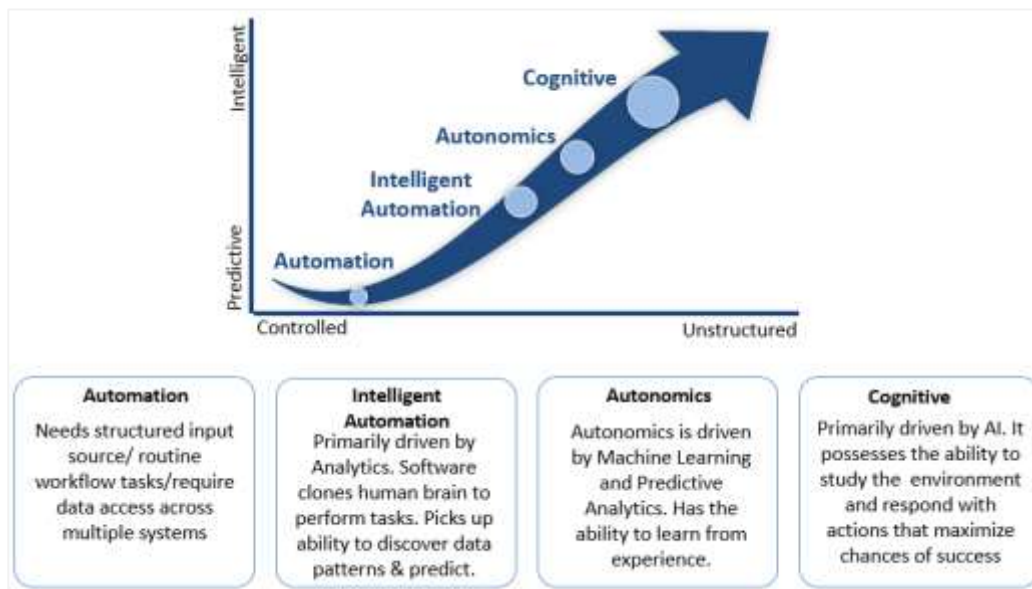 Intelligent
Predictive
Cognitive
Autonomics
Intelligent
Automation
Automation
Controlled
Unstructured
Automation
Needs structured input
source/ routine
workflow tasks/require
data access across
multiple systems
Intelligent
Automation
Primarily driven by
Analytics. Software
clones human brain to
perform tasks. Picks up
ability to discover data
patterns & predict.
Autonomics
Autonomics is driven
by Machine Learning
and Predictive
Analytics. Has the
ability to learn from
experience.
Cognitive
Primarily driven by AI. It
possesses the ability to
study the environment
and respond with
actions that maximize
chances of success